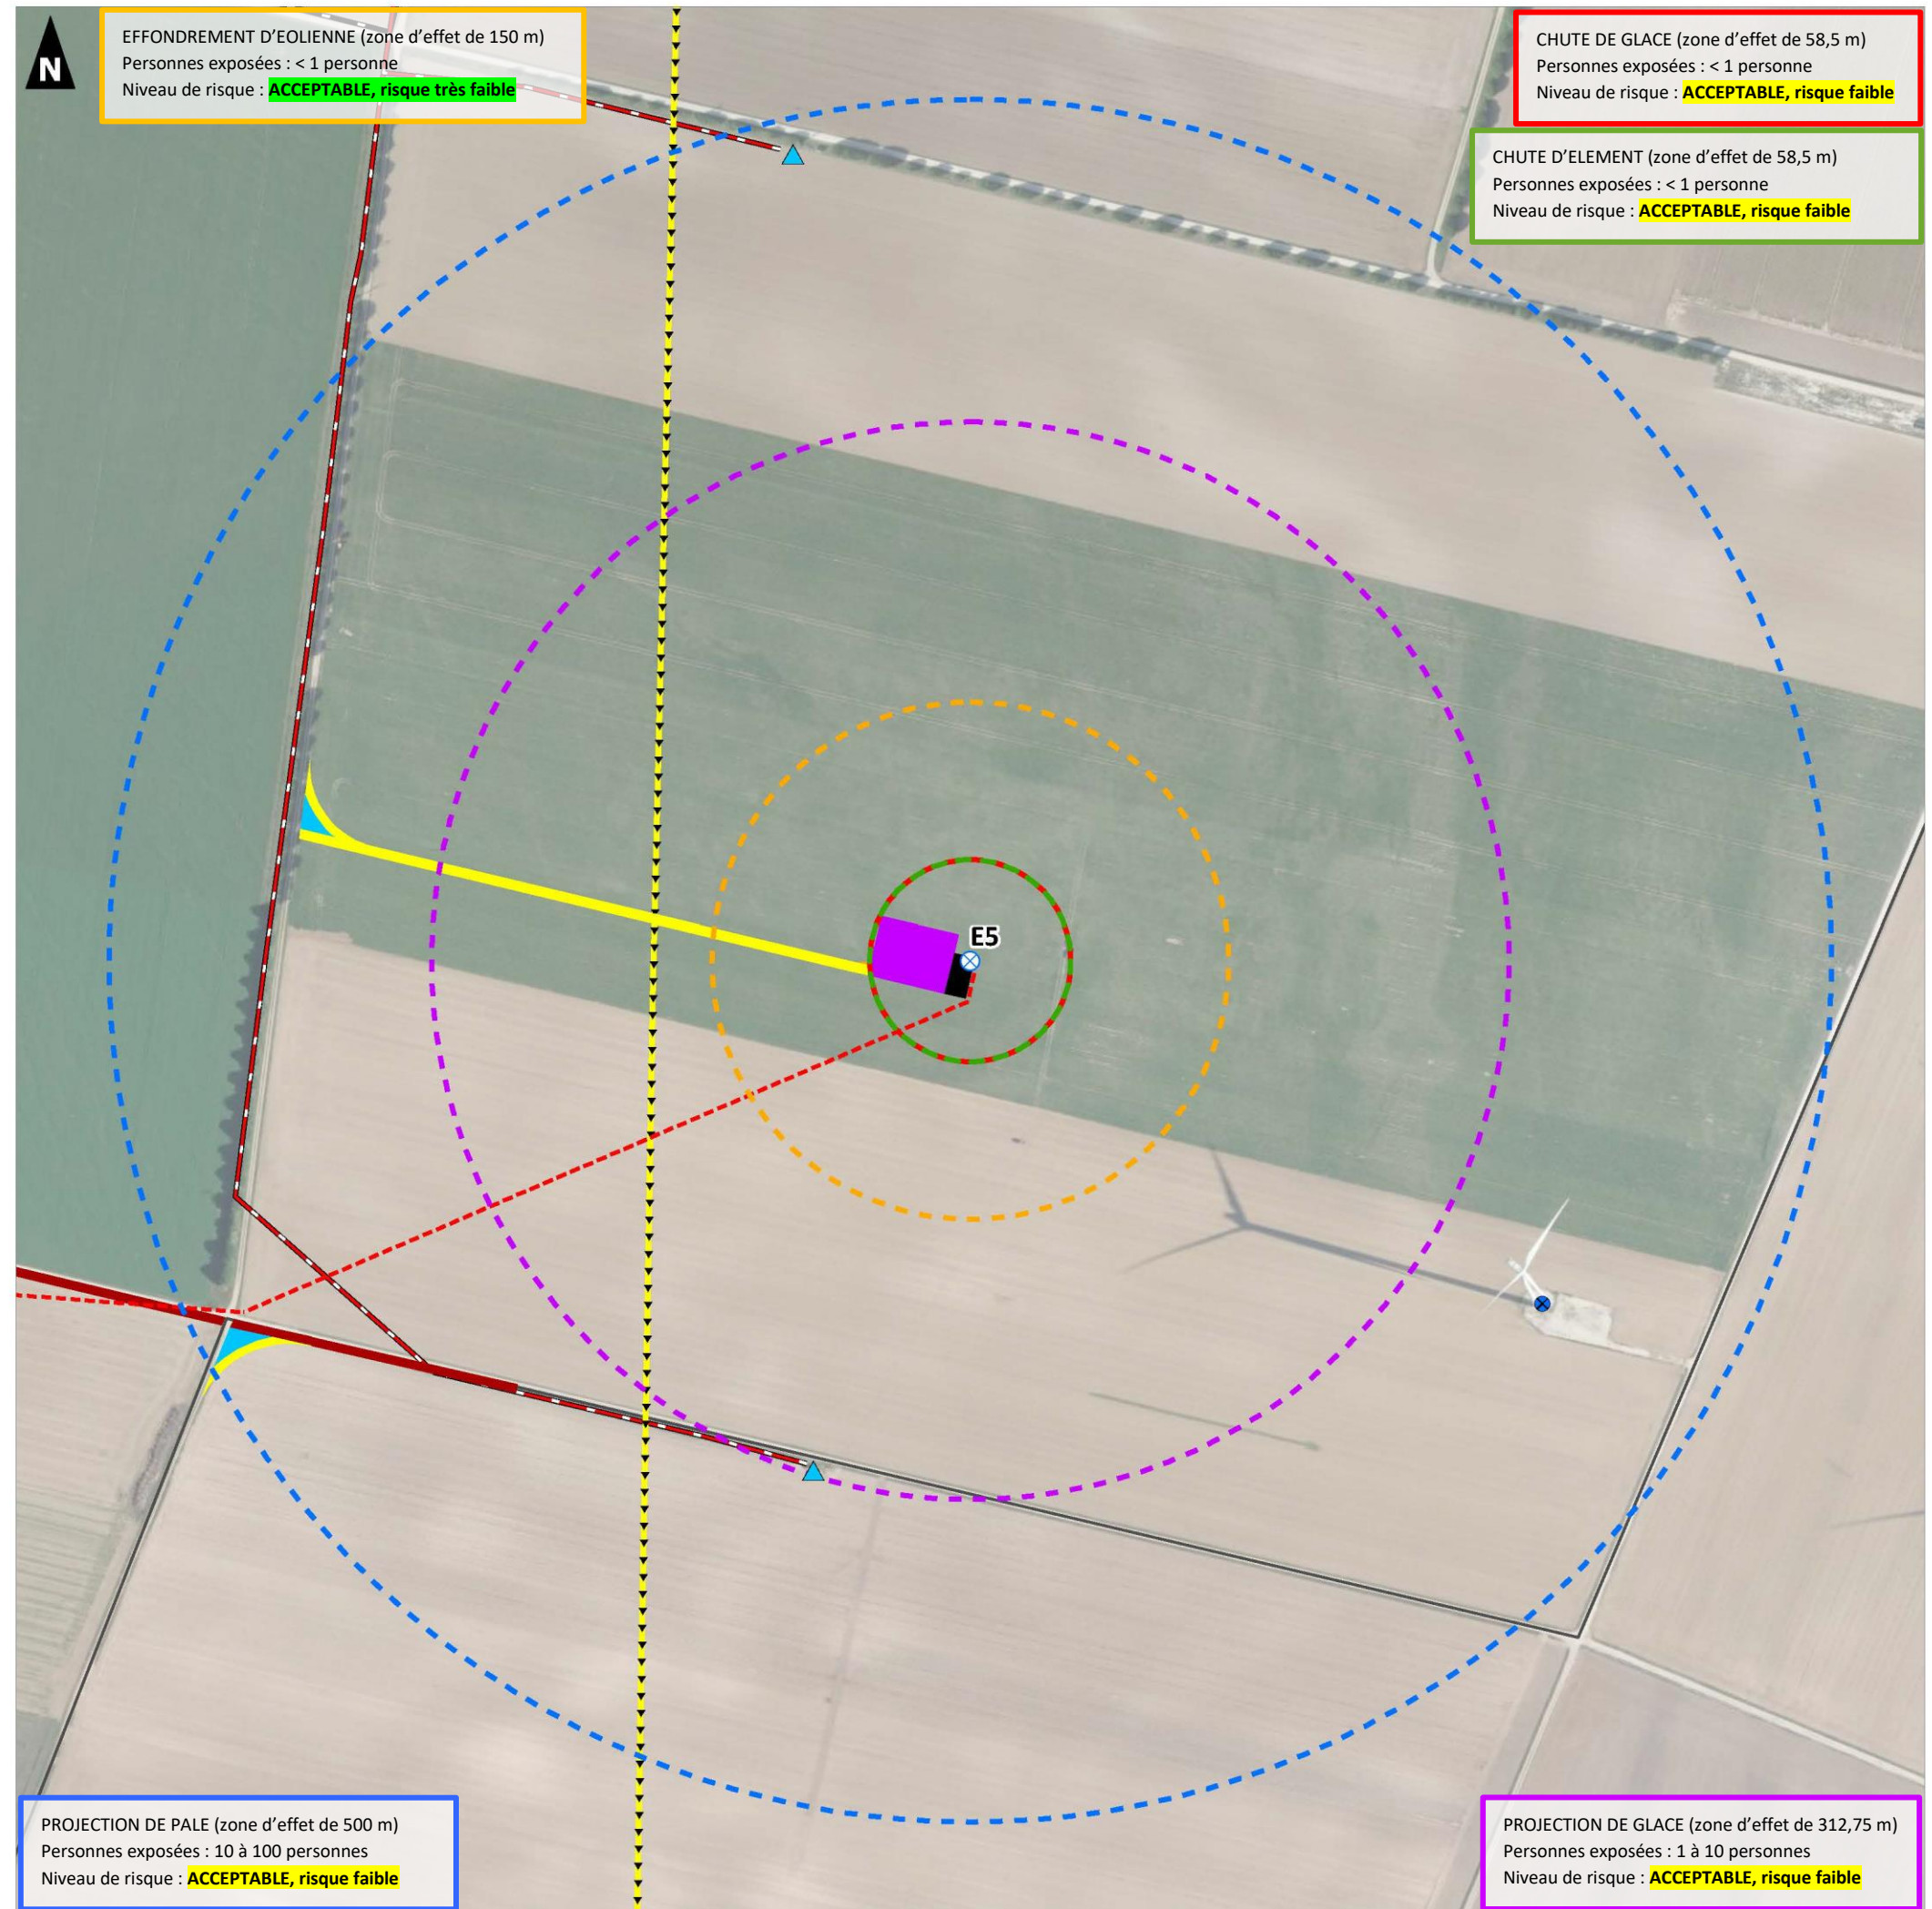 N
EFFONDREMENT D’EOLIENNE (zone d’effet de 150 m)
Personnes exposées : < 1 personne
Niveau de risque : ACCEPTABLE, risque très faible
CHUTE DE GLACE (zone d’effet de 58,5 m)
Personnes exposées : < 1 personne
Niveau de risque : ACCEPTABLE, risque faible
CHUTE D’ELEMENT (zone d’effet de 58,5 m)
Personnes exposées : < 1 personne
Niveau de risque : ACCEPTABLE, risque faible
E5
PROJECTION DE PALE (zone d’effet de 500 m)
Personnes exposées : 10 à 100 personnes
Niveau de risque : ACCEPTABLE, risque faible
PROJECTION DE GLACE (zone d’effet de 312,75 m)
Personnes exposées : 1 à 10 personnes
Niveau de risque : ACCEPTABLE, risque faible